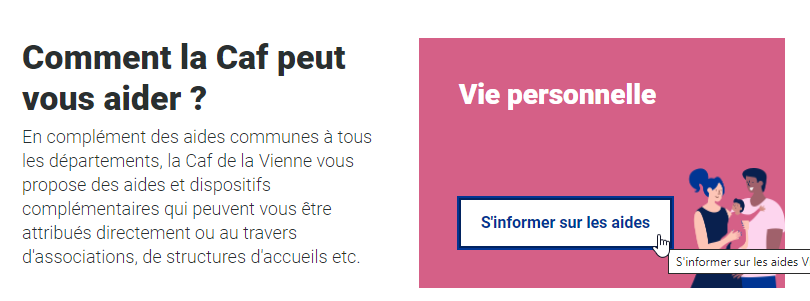 Comment la Caf peut
vous aider ?
En complément des aides communes à tous
les départements, la Caf de la Vienne vous
propose des aides et dispositifs
complémentaires qui peuvent vous être
attribués directement ou au travers
d'associations, de structures d'accueils etc.
Vie personnelle
S'informer sur les aides
S'informer sur les aides V